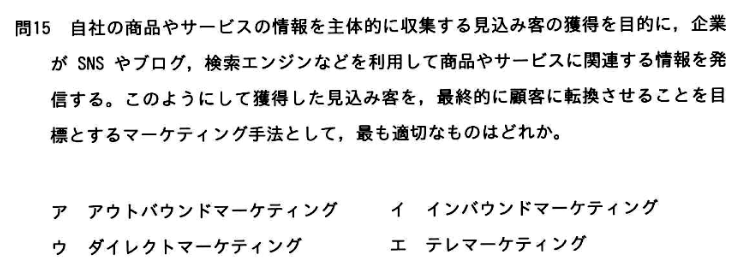 問15 自社の商品やサービスの情報を主体的に収集する見込み客の獲得を目的に，企業
が SNS やブログ，検索エンジンなどを利用して商品やサービスに関連する情報を発
信する。このようにして獲得した見込み客を，最終的に顧客に転換させることを目
標とするマーケティング手法として，最も適切なものはどれか。
ア アウトバウンドマーケティング イ インバウンドマーケティング
ウ ダイレクトマーケティング エ テレマーケティング